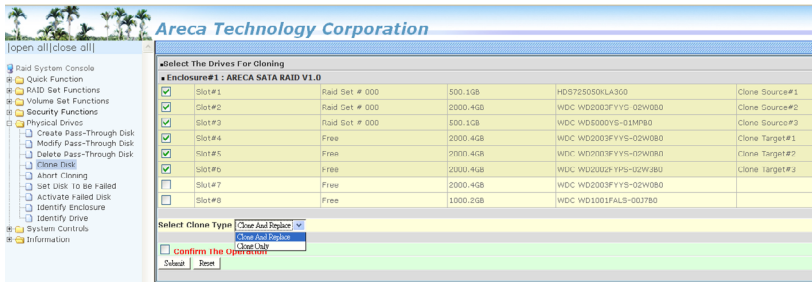 Areca Technology Corporation
|open all|close all|
Raid System Console
Quick Function
RAID Set Functions
Volume Set Functions
Security Functions
Physical Drives
Create Pass-Through Disk
Modify Pass-Through Disk
Delete Pass-Through Disk
Clone Disk
Abort Cloning
Set Disk To Be Failed
Activate Failed Disk
Identify Enclosure
Identify Drive
System Controls
Information
Select The Drives For Cloning
Enclosure#1 : ARECA SATA RAID V1.0
Slot#1 Raid Set # 000 500.1GB HDS725050KLA360 Clone Source#1
Slot#2 Raid Set # 000 2000.4GB WDC WD2003FYYS-02W0B0 Clone Source#2
Slot#3 Raid Set # 000 500.1GB WDC WD5000YS-01MPB0 Clone Source#3
Slot#4 Free 2000.4GB WDC WD2003FYYS-02W0B0 Clone Target#1
Slot#5 Free 2000.4GB WDC WD2003FYYS-02W0B0 Clone Target#2
Slot#6 Free 2000.4GB WDC WD2002FYPS-02W3B0 Clone Target#3
Slot#7 Free 2000.4GB WDC WD2003FYYS-02W0B0
Slot#8 Free 1000.2GB WDC WD1001FALS-00J7B0
Select Clone Type Clone And Replace
Clone And Replace
Clone Only
Confirm The Operation
Submit Reset